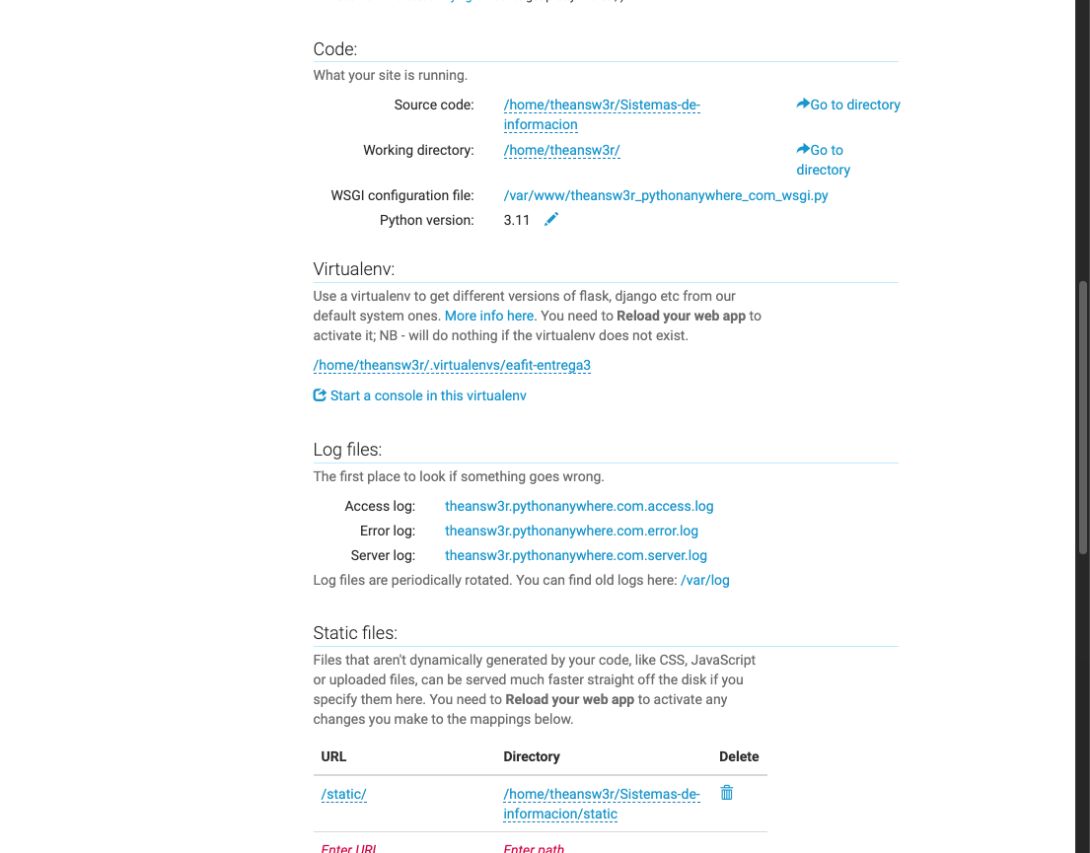 Code:
What your site is running.
Source code: /home/theansw3r/Sistemas-de- Go to directory
informacion
Working directory: /home/theansw3r/ Go to
directory
WSGI configuration file: /var/www/theansw3r_pythonanywhere_com_wsgi.py
Python version: 3.11
Virtualenv:
Use a virtualenv to get different versions of flask, django etc from our
default system ones. More info here. You need to Reload your web app to
activate it; NB - will do nothing if the virtualenv does not exist.
/home/theansw3r/.virtualenvs/eafit-entrega3
Start a console in this virtualenv
Log files:
The first place to look if something goes wrong.
Access log: theansw3r.pythonanywhere.com.access.log
Error log: theansw3r.pythonanywhere.com.error.log
Server log: theansw3r.pythonanywhere.com.server.log
Log files are periodically rotated. You can find old logs here: /var/log
Static files:
Files that aren't dynamically generated by your code, like CSS, JavaScript
or uploaded files, can be served much faster straight off the disk if you
specify them here. You need to Reload your web app to activate any
changes you make to the mappings below.
URL Directory Delete
/static/ /home/theansw3r/Sistemas-de-
informacion/static
Enter URL Enter path